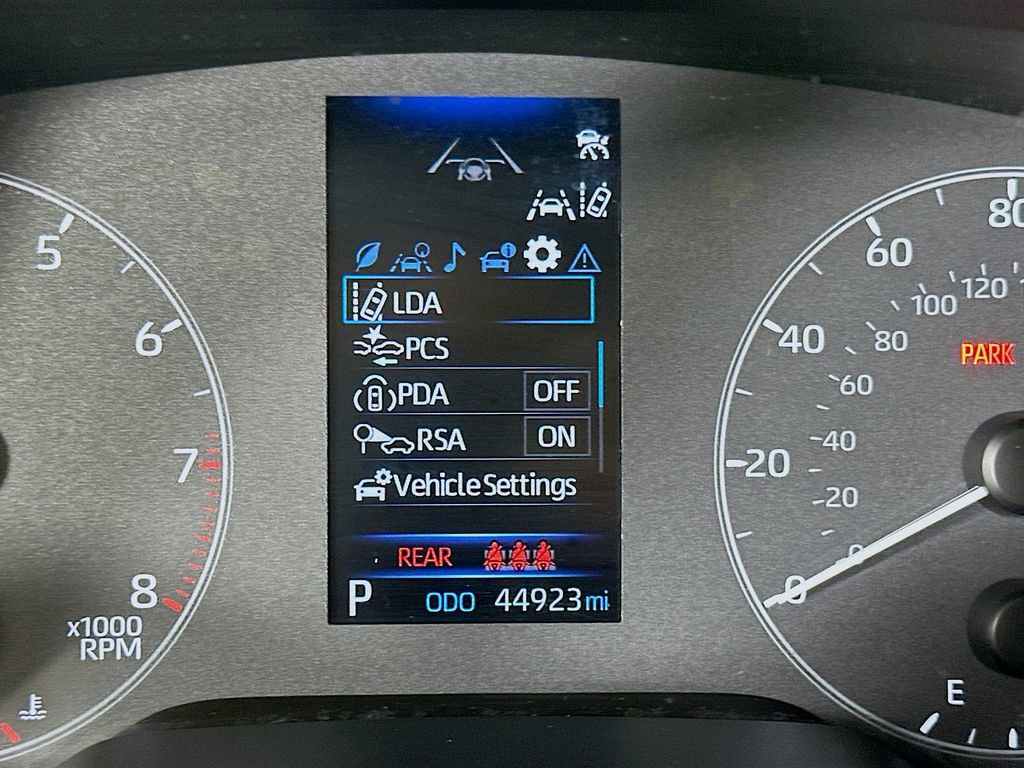 5
6
7
8
x1000
RPM
LDA
PCS
PDA OFF
RSA ON
Vehicle Settings
REAR
P ODO 44923 mi
80
60
40
20
0
120
100
80
60
40
20
0
PARK
E